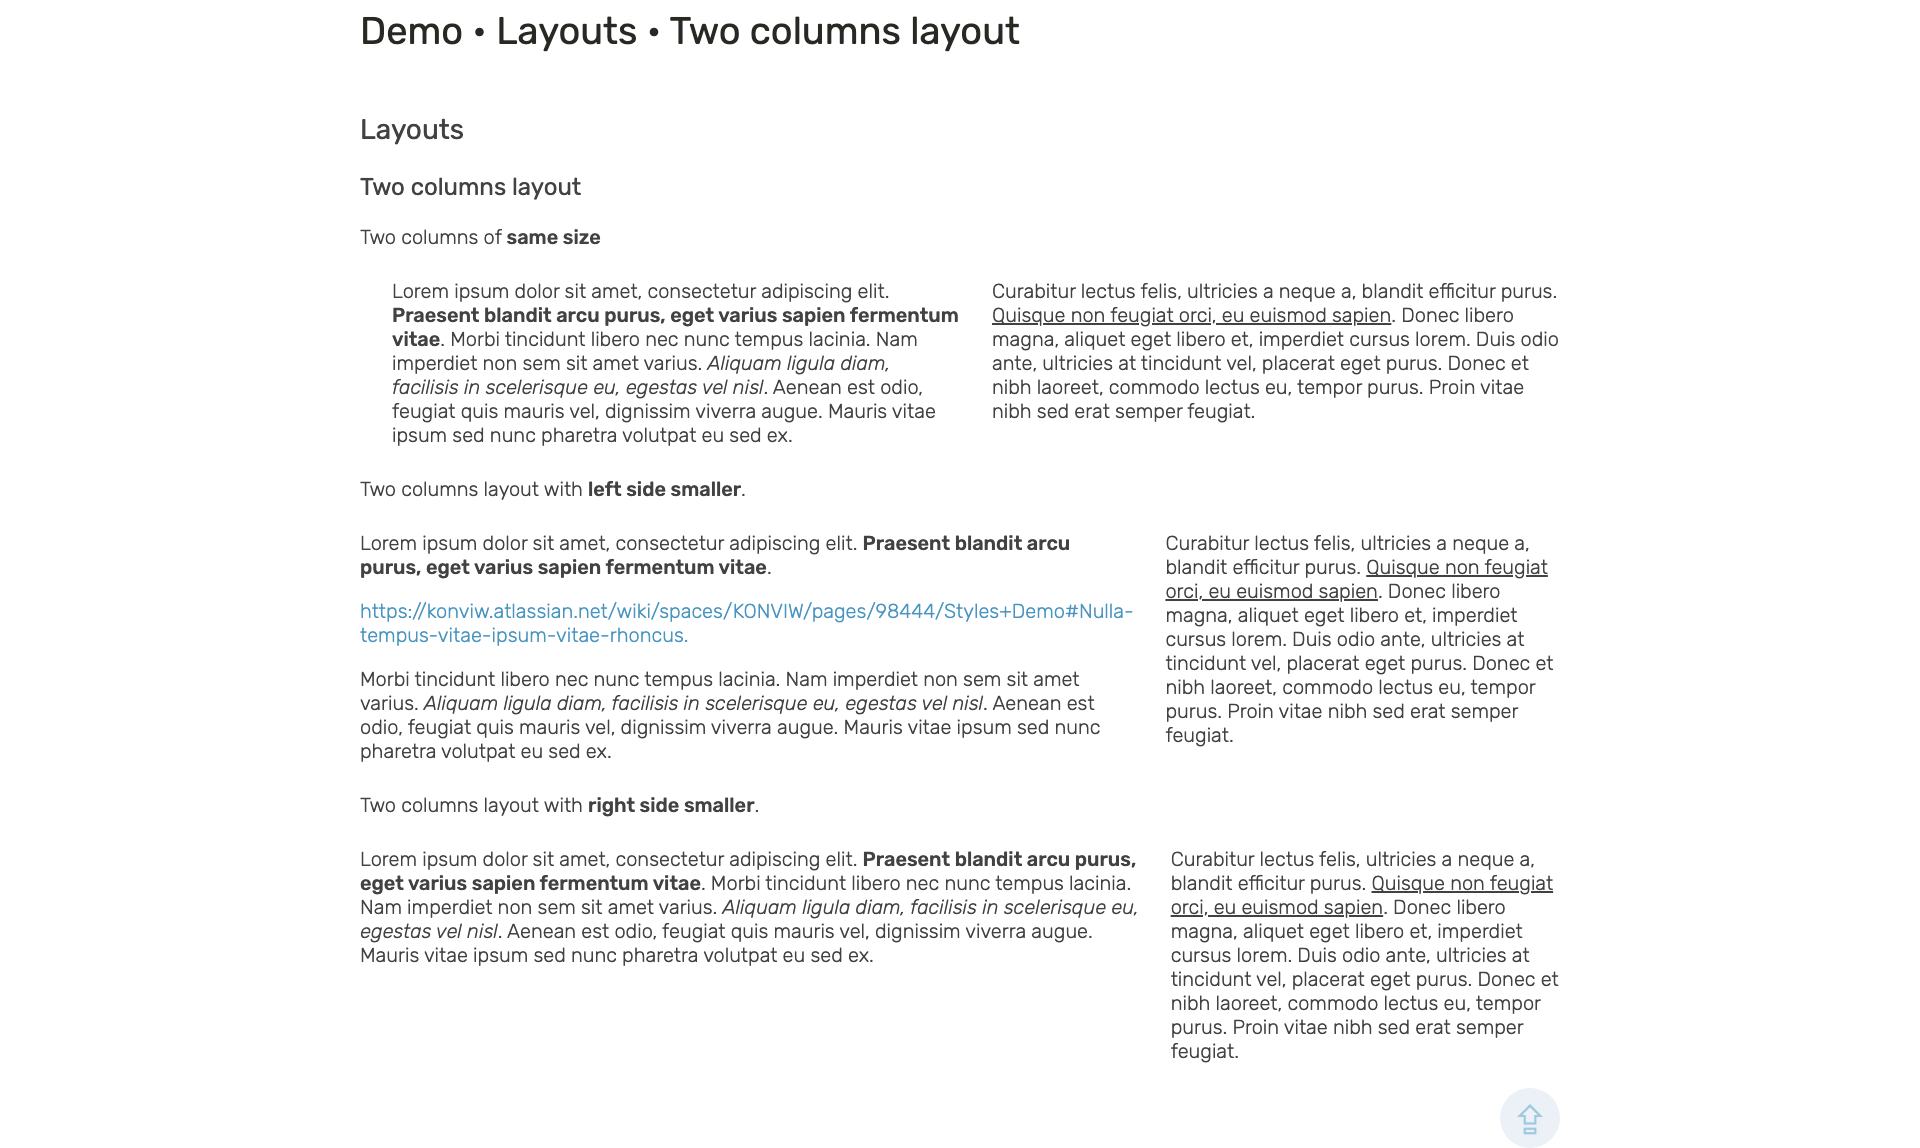 Demo • Layouts • Two columns layout
Layouts
Two columns layout
Two columns of same size
Lorem ipsum dolor sit amet, consectetur adipiscing elit.
Praesent blandit arcu purus, eget varius sapien fermentum
vitae. Morbi tincidunt libero nec nunc tempus lacinia. Nam
imperdiet non sem sit amet varius. Aliquam ligula diam,
facilisis in scelerisque eu, egestas vel nisl. Aenean est odio,
feugiat quis mauris vel, dignissim viverra augue. Mauris vitae
ipsum sed nunc pharetra volutpat eu sed ex.
Curabitur lectus felis, ultricies a neque a, blandit efficitur purus.
Quisque non feugiat orci, eu euismod sapien. Donec libero
magna, aliquet eget libero et, imperdiet cursus lorem. Duis odio
ante, ultricies at tincidunt vel, placerat eget purus. Donec et
nibh laoreet, commodo lectus eu, tempor purus. Proin vitae
nibh sed erat semper feugiat.
Two columns layout with left side smaller.
Lorem ipsum dolor sit amet, consectetur adipiscing elit. Praesent blandit arcu
purus, eget varius sapien fermentum vitae.
https://konviw.atlassian.net/wiki/spaces/KONVIW/pages/98444/Styles+Demo#Nulla-
tempus-vitae-ipsum-vitae-rhoncus.
Morbi tincidunt libero nec nunc tempus lacinia. Nam imperdiet non sem sit amet
varius. Aliquam ligula diam, facilisis in scelerisque eu, egestas vel nisl. Aenean est
odio, feugiat quis mauris vel, dignissim viverra augue. Mauris vitae ipsum sed nunc
pharetra volutpat eu sed ex.
Curabitur lectus felis, ultricies a neque a,
blandit efficitur purus. Quisque non feugiat
orci, eu euismod sapien. Donec libero
magna, aliquet eget libero et, imperdiet
cursus lorem. Duis odio ante, ultricies at
tincidunt vel, placerat eget purus. Donec et
nibh laoreet, commodo lectus eu, tempor
purus. Proin vitae nibh sed erat semper
feugiat.
Two columns layout with right side smaller.
Lorem ipsum dolor sit amet, consectetur adipiscing elit. Praesent blandit arcu purus,
eget varius sapien fermentum vitae. Morbi tincidunt libero nec nunc tempus lacinia.
Nam imperdiet non sem sit amet varius. Aliquam ligula diam, facilisis in scelerisque eu,
egestas vel nisl. Aenean est odio, feugiat quis mauris vel, dignissim viverra augue.
Mauris vitae ipsum sed nunc pharetra volutpat eu sed ex.
Curabitur lectus felis, ultricies a neque a,
blandit efficitur purus. Quisque non feugiat
orci, eu euismod sapien. Donec libero
magna, aliquet eget libero et, imperdiet
cursus lorem. Duis odio ante, ultricies at
tincidunt vel, placerat eget purus. Donec et
nibh laoreet, commodo lectus eu, tempor
purus. Proin vitae nibh sed erat semper
feugiat.